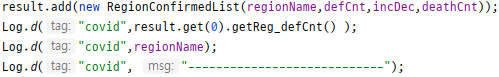 result.add(new RegionConfirmedList(regionName,defCnt,incDec,deathCnt));
Log.d( tag: "covid",result.get(0).getReg_defCnt() );
Log.d( tag: "covid",regionName);
Log.d( tag: "covid", msg: "----------------------------");